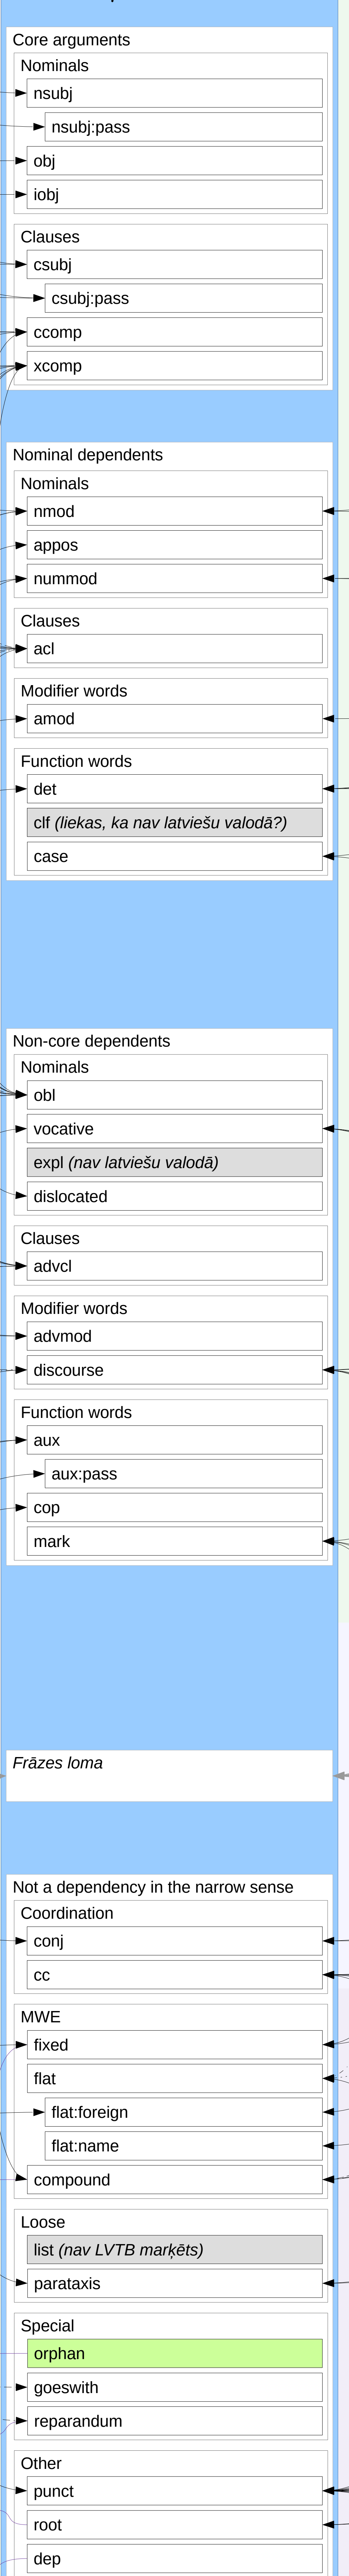 Core arguments
Nominals
nsubj
nsubj:pass
obj
iobj
Clauses
csubj
csubj:pass
ccomp
xcomp
Nominal dependents
Nominals
nmod
appos
nummod
Clauses
acl
Modifier words
amod
Function words
det
clf (liekas, ka nav latviešu valodā?)
case
Non-core dependents
Nominals
obl
vocative
expl (nav latviešu valodā)
dislocated
Clauses
advcl
Modifier words
advmod
discourse
Function words
aux
aux:pass
cop
mark
Frāzes loma
Not a dependency in the narrow sense
Coordination
conj
cc
MWE
fixed
flat
flat:foreign
flat:name
compound
Loose
list (nav LVTB marķēts)
parataxis
Special
orphan
goeswith
reparandum
Other
punct
root
dep